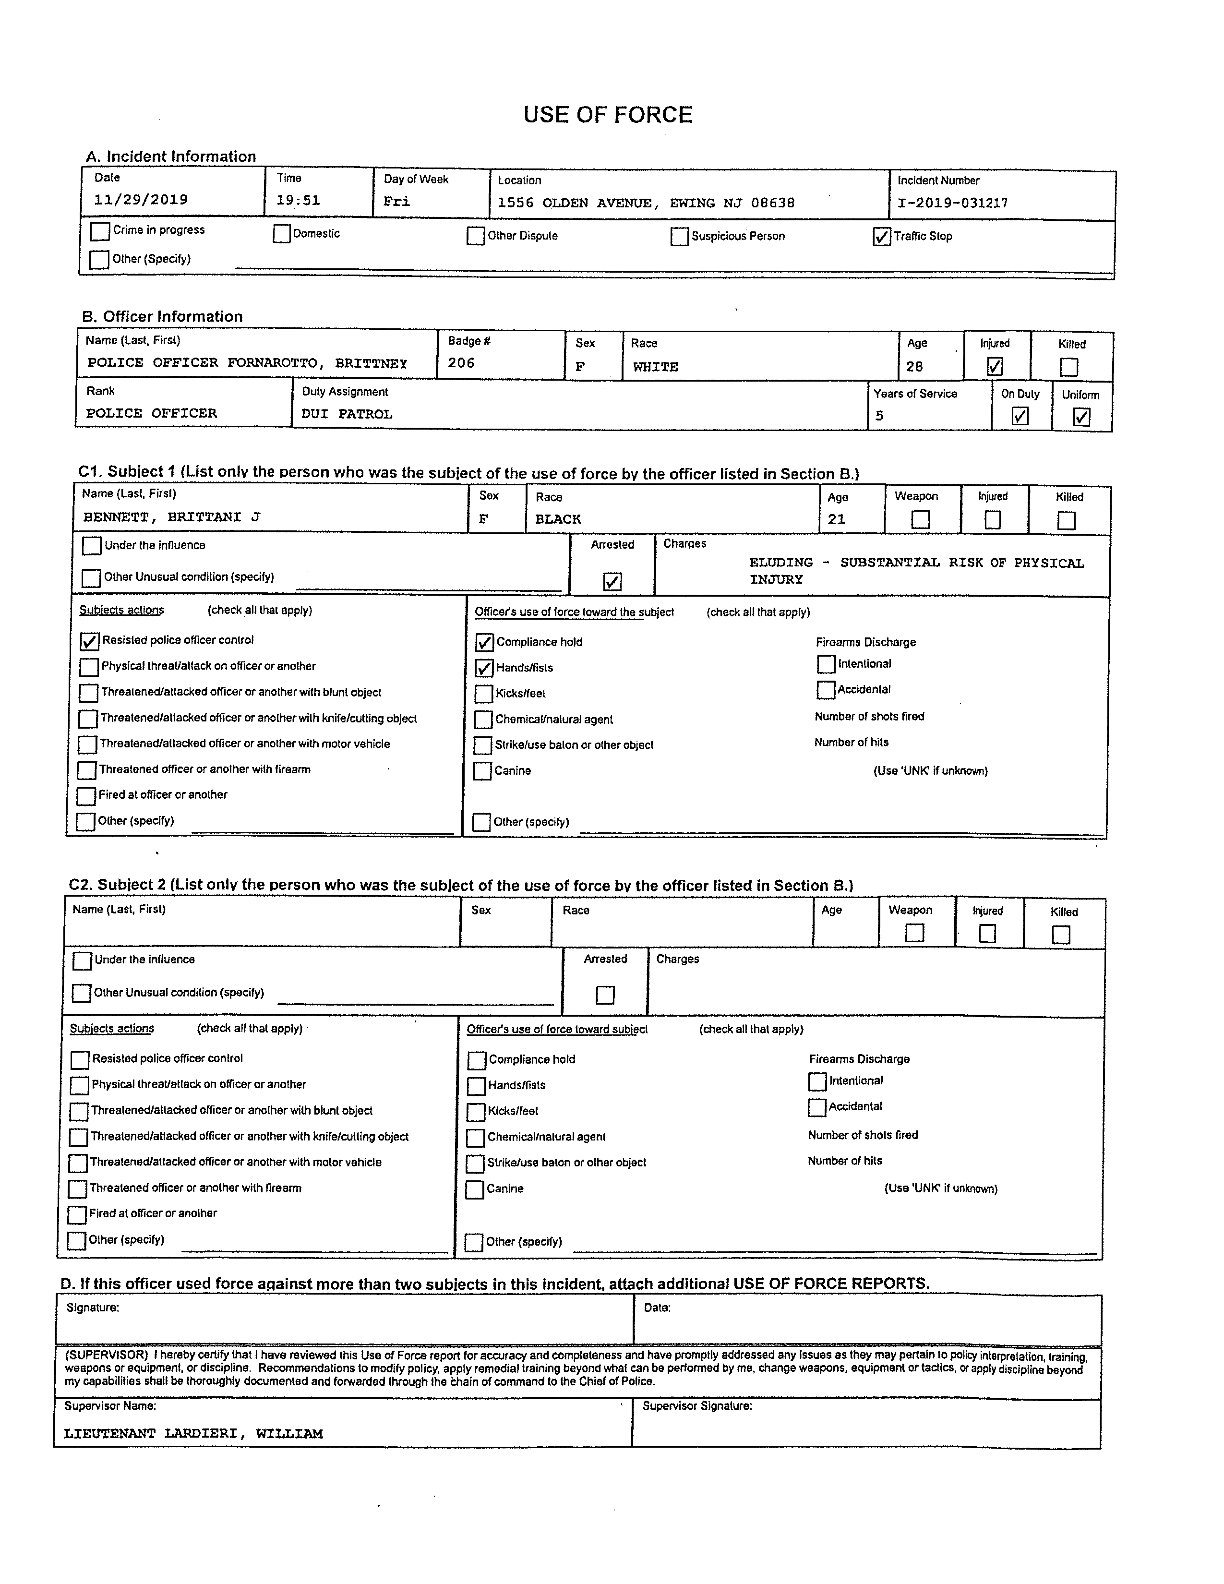 USE OF FORCE
A. Incident Information
Date Time Day of Week Location Incident Number
11/29/2019 19:51 Fri 1556 OLDEN AVENUE, EWING NJ 08638 I-2019-031217
Crime in progress Domestic Other Dispute Suspicious Person Traffic Stop
Other (Specify)
B. Officer Information
Name (Last, First) Badge # Sex Race Age Injured Killed
POLICE OFFICER FORNAROTTO, BRITTNEY 206 F WHITE 28
Rank Duty Assignment Years of Service On Duty Uniform
POLICE OFFICER DUI PATROL 5
C1. Subject 1 (List only the person who was the subject of the use of force by the officer listed in Section B.)
Name (Last, First) Sex Race Age Weapon Injured Killed
BENNETT, BRITTANI J F BLACK 21
Under the influence Arrested Charges
ELUDING - SUBSTANTIAL RISK OF PHYSICAL
Other Unusual condition (specify) INJURY
Subjects actions (check all that apply) Officer's use of force toward the subject (check all that apply)
Resisted police officer control Compliance hold Firearms Discharge
Physical threat/attack on officer or another Hands/fists Intentional
Threatened/attacked officer or another with blunt object Kicks/feet Accidental
Threatened/attacked officer or another with knife/cutting object Chemical/natural agent Number of shots fired
Threatened/attacked officer or another with motor vehicle Strike/use baton or other object Number of hits
Threatened officer or another with firearm Canine (Use 'UNK' if unknown)
Fired at officer or another
Other (specify) Other (specify)
C2. Subject 2 (List only the person who was the subject of the use of force by the officer listed in Section B.)
Name (Last, First) Sex Race Age Weapon Injured Killed
Under the influence Arrested Charges
Other Unusual condition (specify)
Subjects actions (check all that apply) Officer's use of force toward subject (check all that apply)
Resisted police officer control Compliance hold Firearms Discharge
Physical threat/attack on officer or another Hands/fists Intentional
Threatened/attacked officer or another with blunt object Kicks/feet Accidental
Threatened/attacked officer or another with knife/cutting object Chemical/natural agent Number of shots fired
Threatened/attacked officer or another with motor vehicle Strike/use baton or other object Number of hits
Threatened officer or another with firearm Canine (Use 'UNK' if unknown)
Fired at officer or another
Other (specify) Other (specify)
D. If this officer used force against more than two subjects in this incident, attach additional USE OF FORCE REPORTS.
Signature: Date:
(SUPERVISOR) I hereby certify that I have reviewed this Use of Force report for accuracy and completeness and have promptly addressed any issues as they may pertain to policy interpretation, training,
weapons or equipment, or discipline. Recommendations to modify policy, apply remedial training beyond what can be performed by me, change weapons, equipment or tactics, or apply discipline beyond
my capabilities shall be thoroughly documented and forwarded through the chain of command to the Chief of Police.
Supervisor Name: Supervisor Signature:
LIEUTENANT LARDIERI, WILLIAM